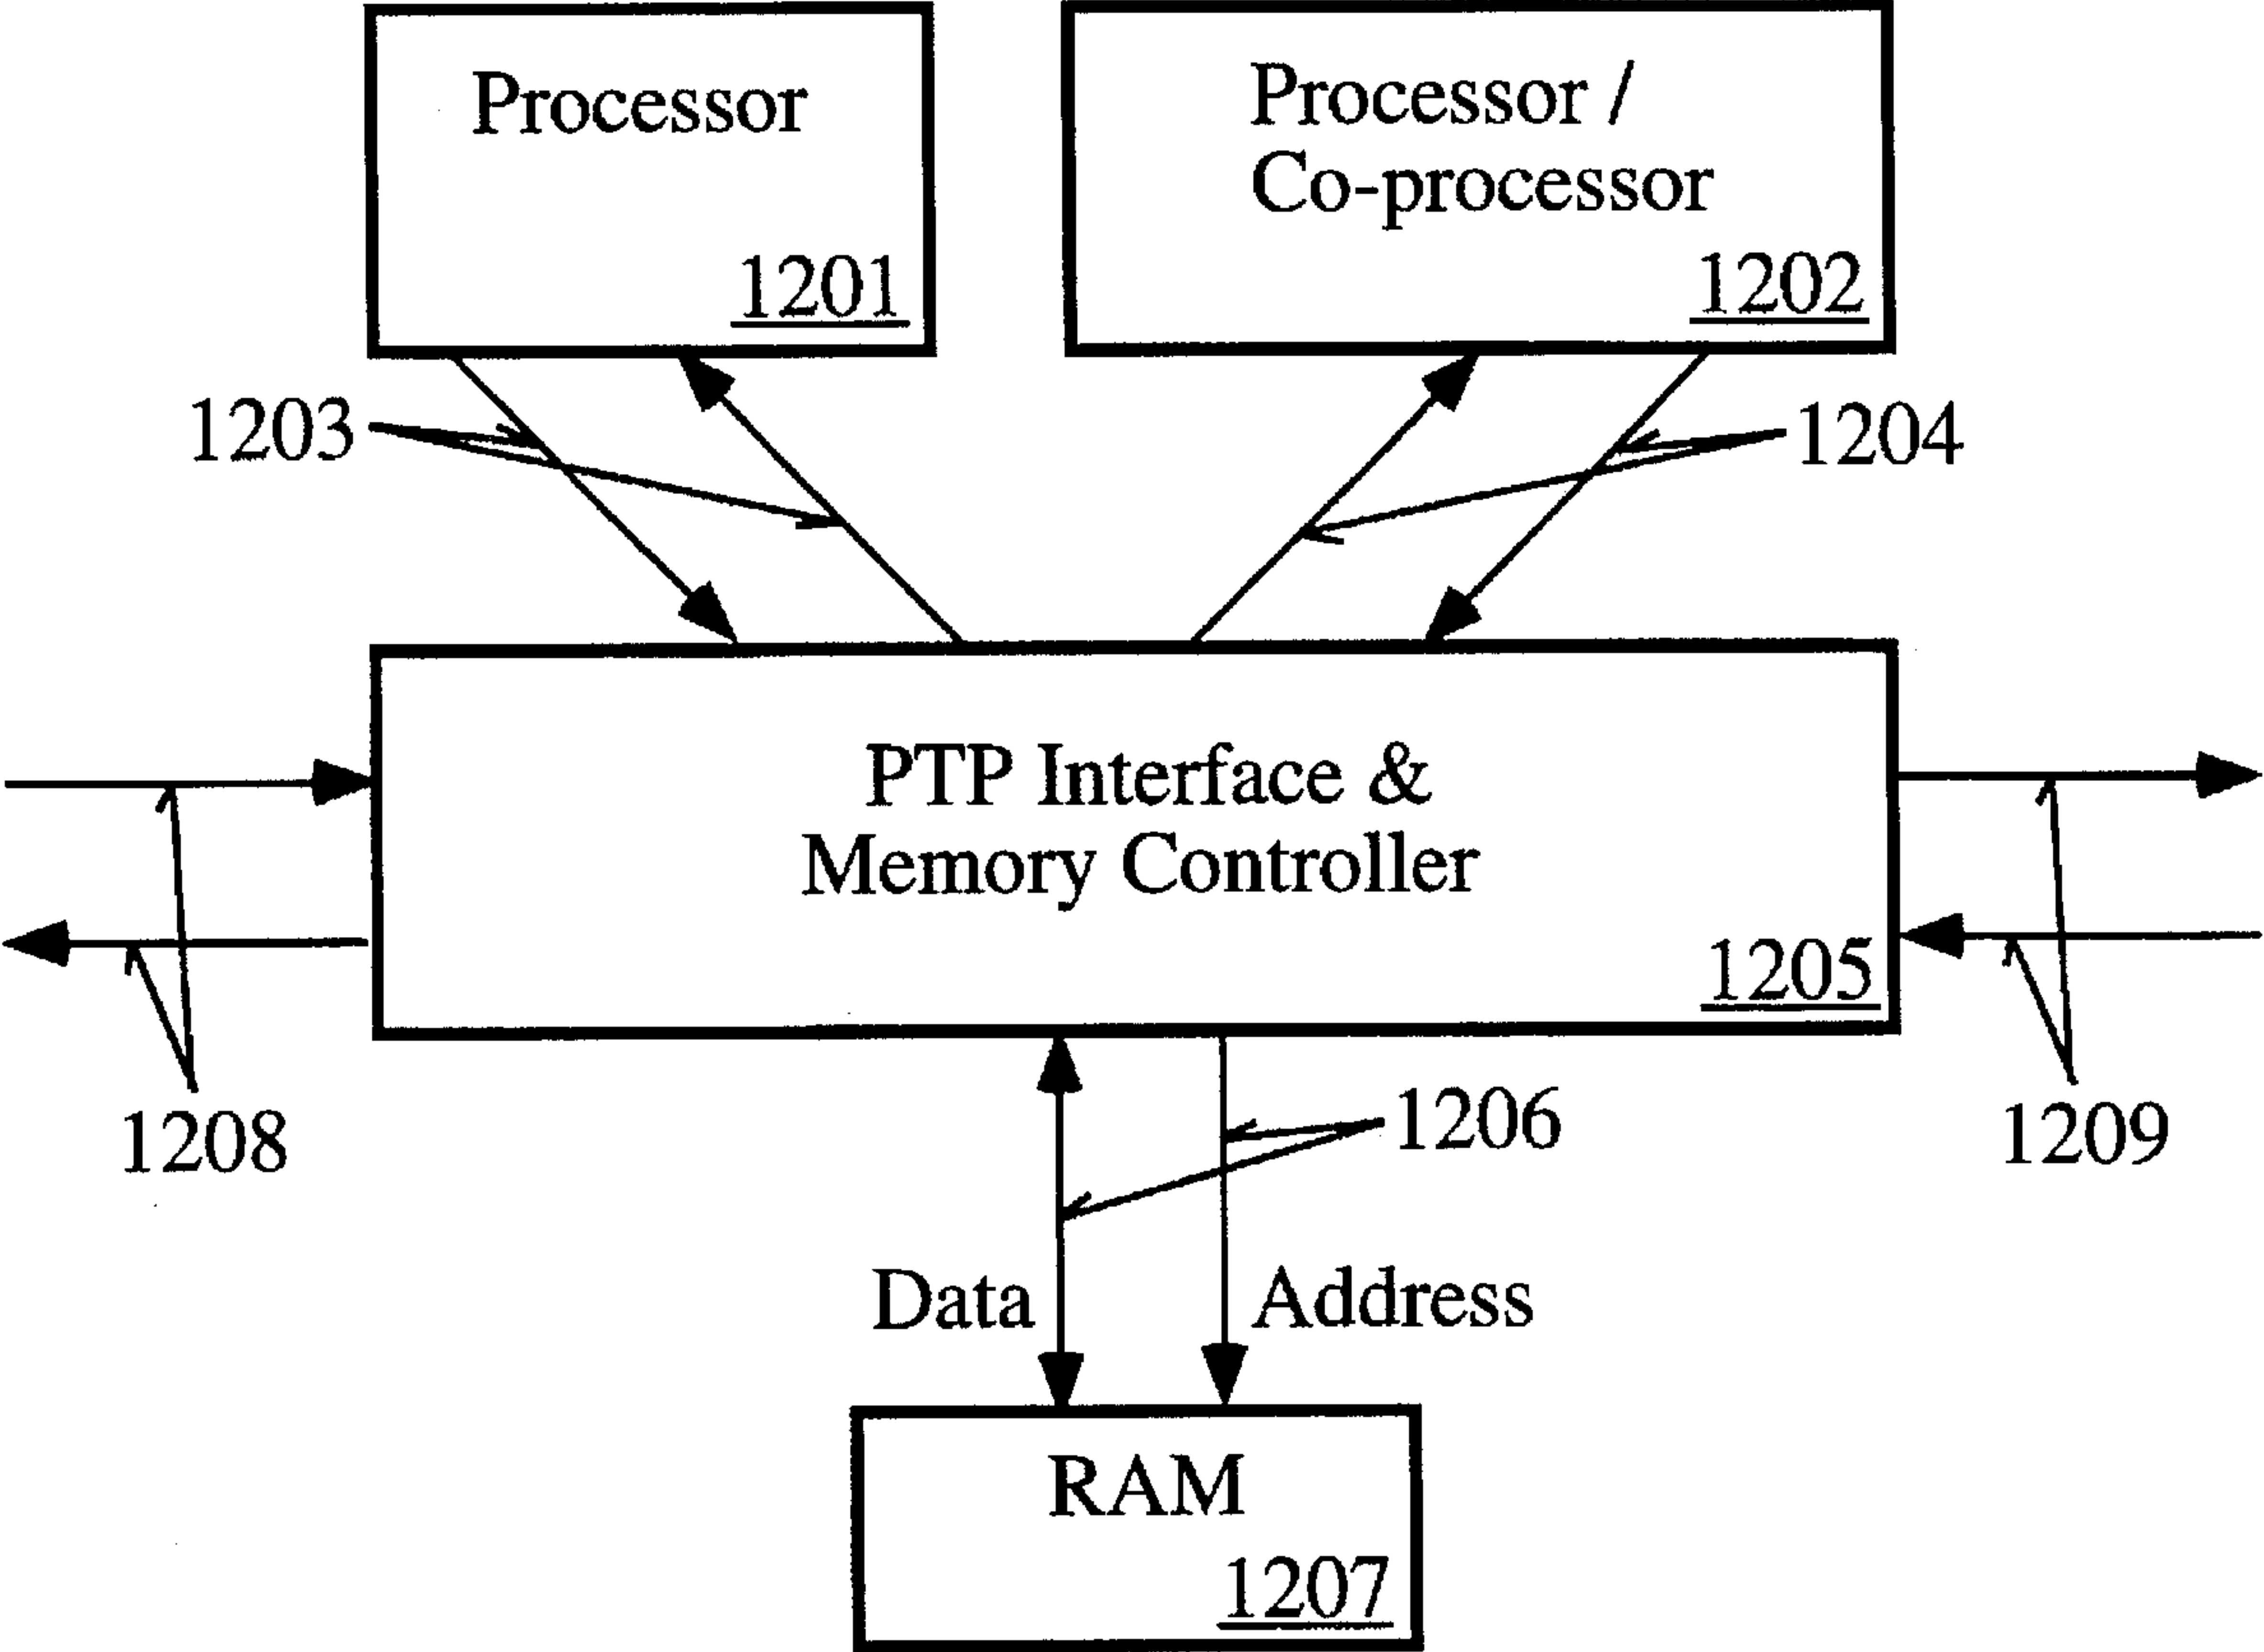 Processor
1201
Processor /
Co-processor
1202
1203
1204
PTP Interface &
Memory Controller
1205
1208
1206
1209
Data
Address
RAM
1207